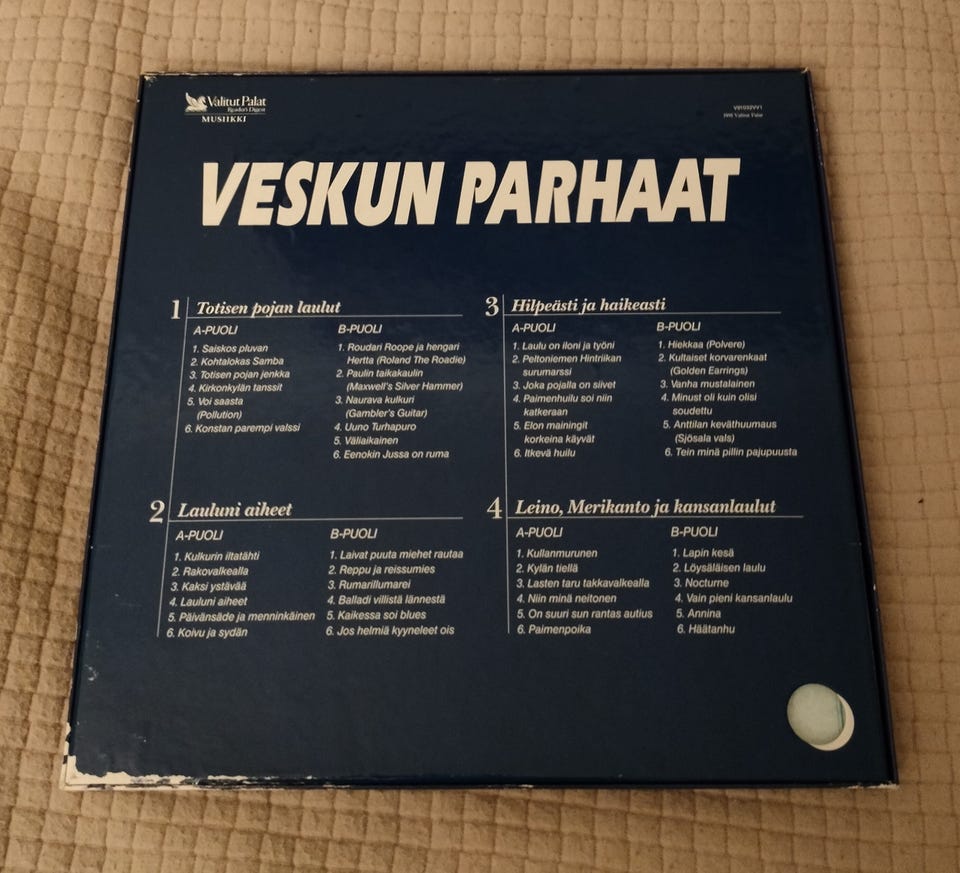 Valitut Palat
Reader's Digest
MUSIIKKI
V91032VV1
Valitut Palat
VESKUN PARHAAT
1 Totisen pojan laulut
A-PUOLI
1. Saiskos pluvan
2. Kohtalokas Samba
3. Totisen pojan jenkka
4. Kirkonkylän tanssit
5. Voi saasta
(Pollution)
6. Konstan parempi valssi
B-PUOLI
1. Roudari Roope ja hengari
Hertta (Roland The Roadie)
2. Paulin taikakaulin
(Maxwell's Silver Hammer)
3. Naurava kulkuri
(Gambler's Guitar)
4. Uuno Turhapuro
5. Väliaikainen
6. Eenokin Jussa on ruma
2 Lauluni aiheet
A-PUOLI
1. Kulkurin iltatähti
2. Rakovalkealla
3. Kaksi ystävää
4. Lauluni aiheet
5. Päivänsäde ja menninkäinen
6. Koivu ja sydän
B-PUOLI
1. Laivat puuta miehet rautaa
2. Reppu ja reissumies
3. Rumarillumarei
4. Balladi villistä lännestä
5. Kaikessa soi blues
6. Jos helmiä kyyneleet ois
3 Hilpeästi ja haikeasti
A-PUOLI
1. Laulu on iloni ja työni
2. Peltoniemen Hintriikan
surumarssi
3. Joka pojalla on siivet
4. Paimenhuilu soi niin
katkeraan
5. Elon mainingit
korkeina käyvät
6. Itkevä huilu
B-PUOLI
1. Hiekkaa (Polvere)
2. Kultaiset korvarenkaat
(Golden Earrings)
3. Vanha mustalainen
4. Minust oli kuin olisi
soudettu
5. Anttilan keväthuumaus
(Sjösala vals)
6. Tein minä pillin pajupuusta
4 Leino, Merikanto ja kansanlaulut
A-PUOLI
1. Kullanmurunen
2. Kylän tiellä
3. Lasten taru takkavalkealla
4. Niin minä neitonen
5. On suuri sun rantas autius
6. Paimenpoika
B-PUOLI
1. Lapin kesä
2. Löysäläisen laulu
3. Nocturne
4. Vain pieni kansanlaulu
5. Annina
6. Häätanhu